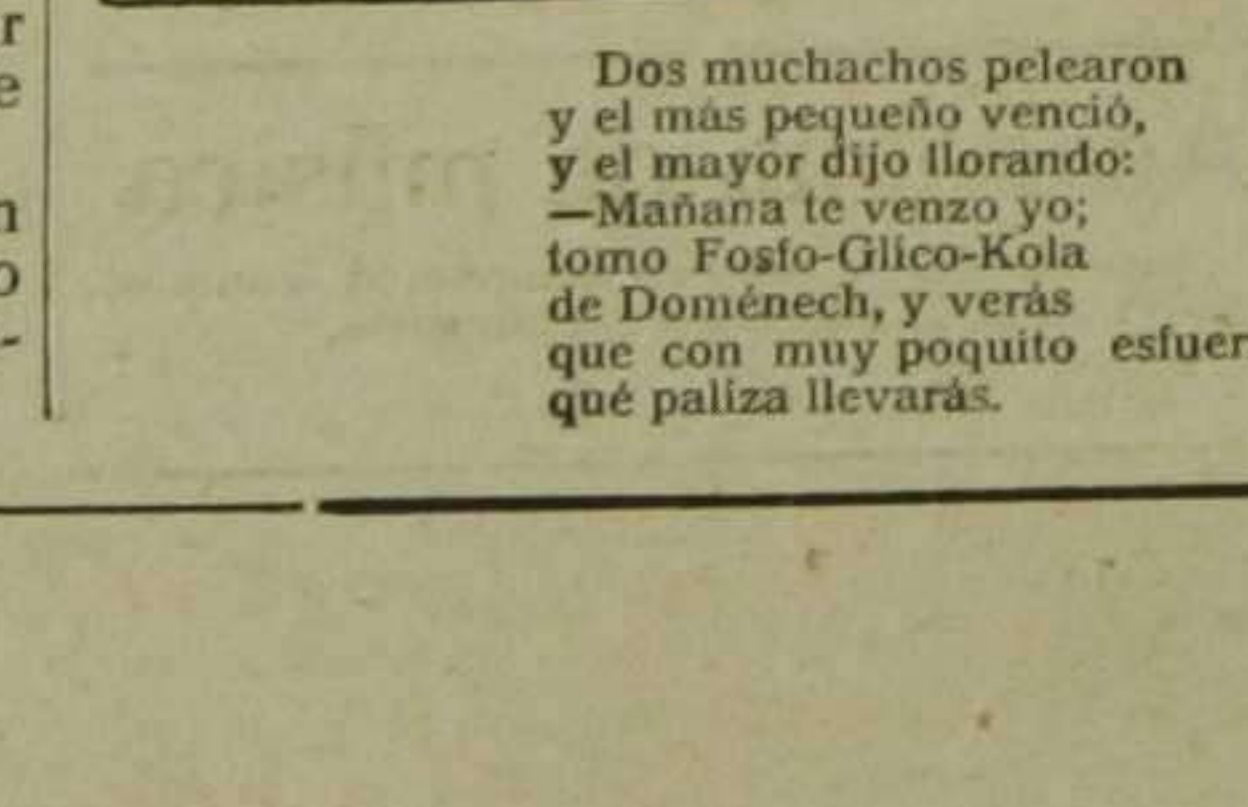 r
e
n
o
-
Dos muchachos pelearon
y el más pequeño venció,
y el mayor dijo llorando:
—Mañana te venzo yo;
tomo Fosfo-Glico-Kola
de Doménech, y verás
que con muy poquito esfuer
qué paliza llevarás.